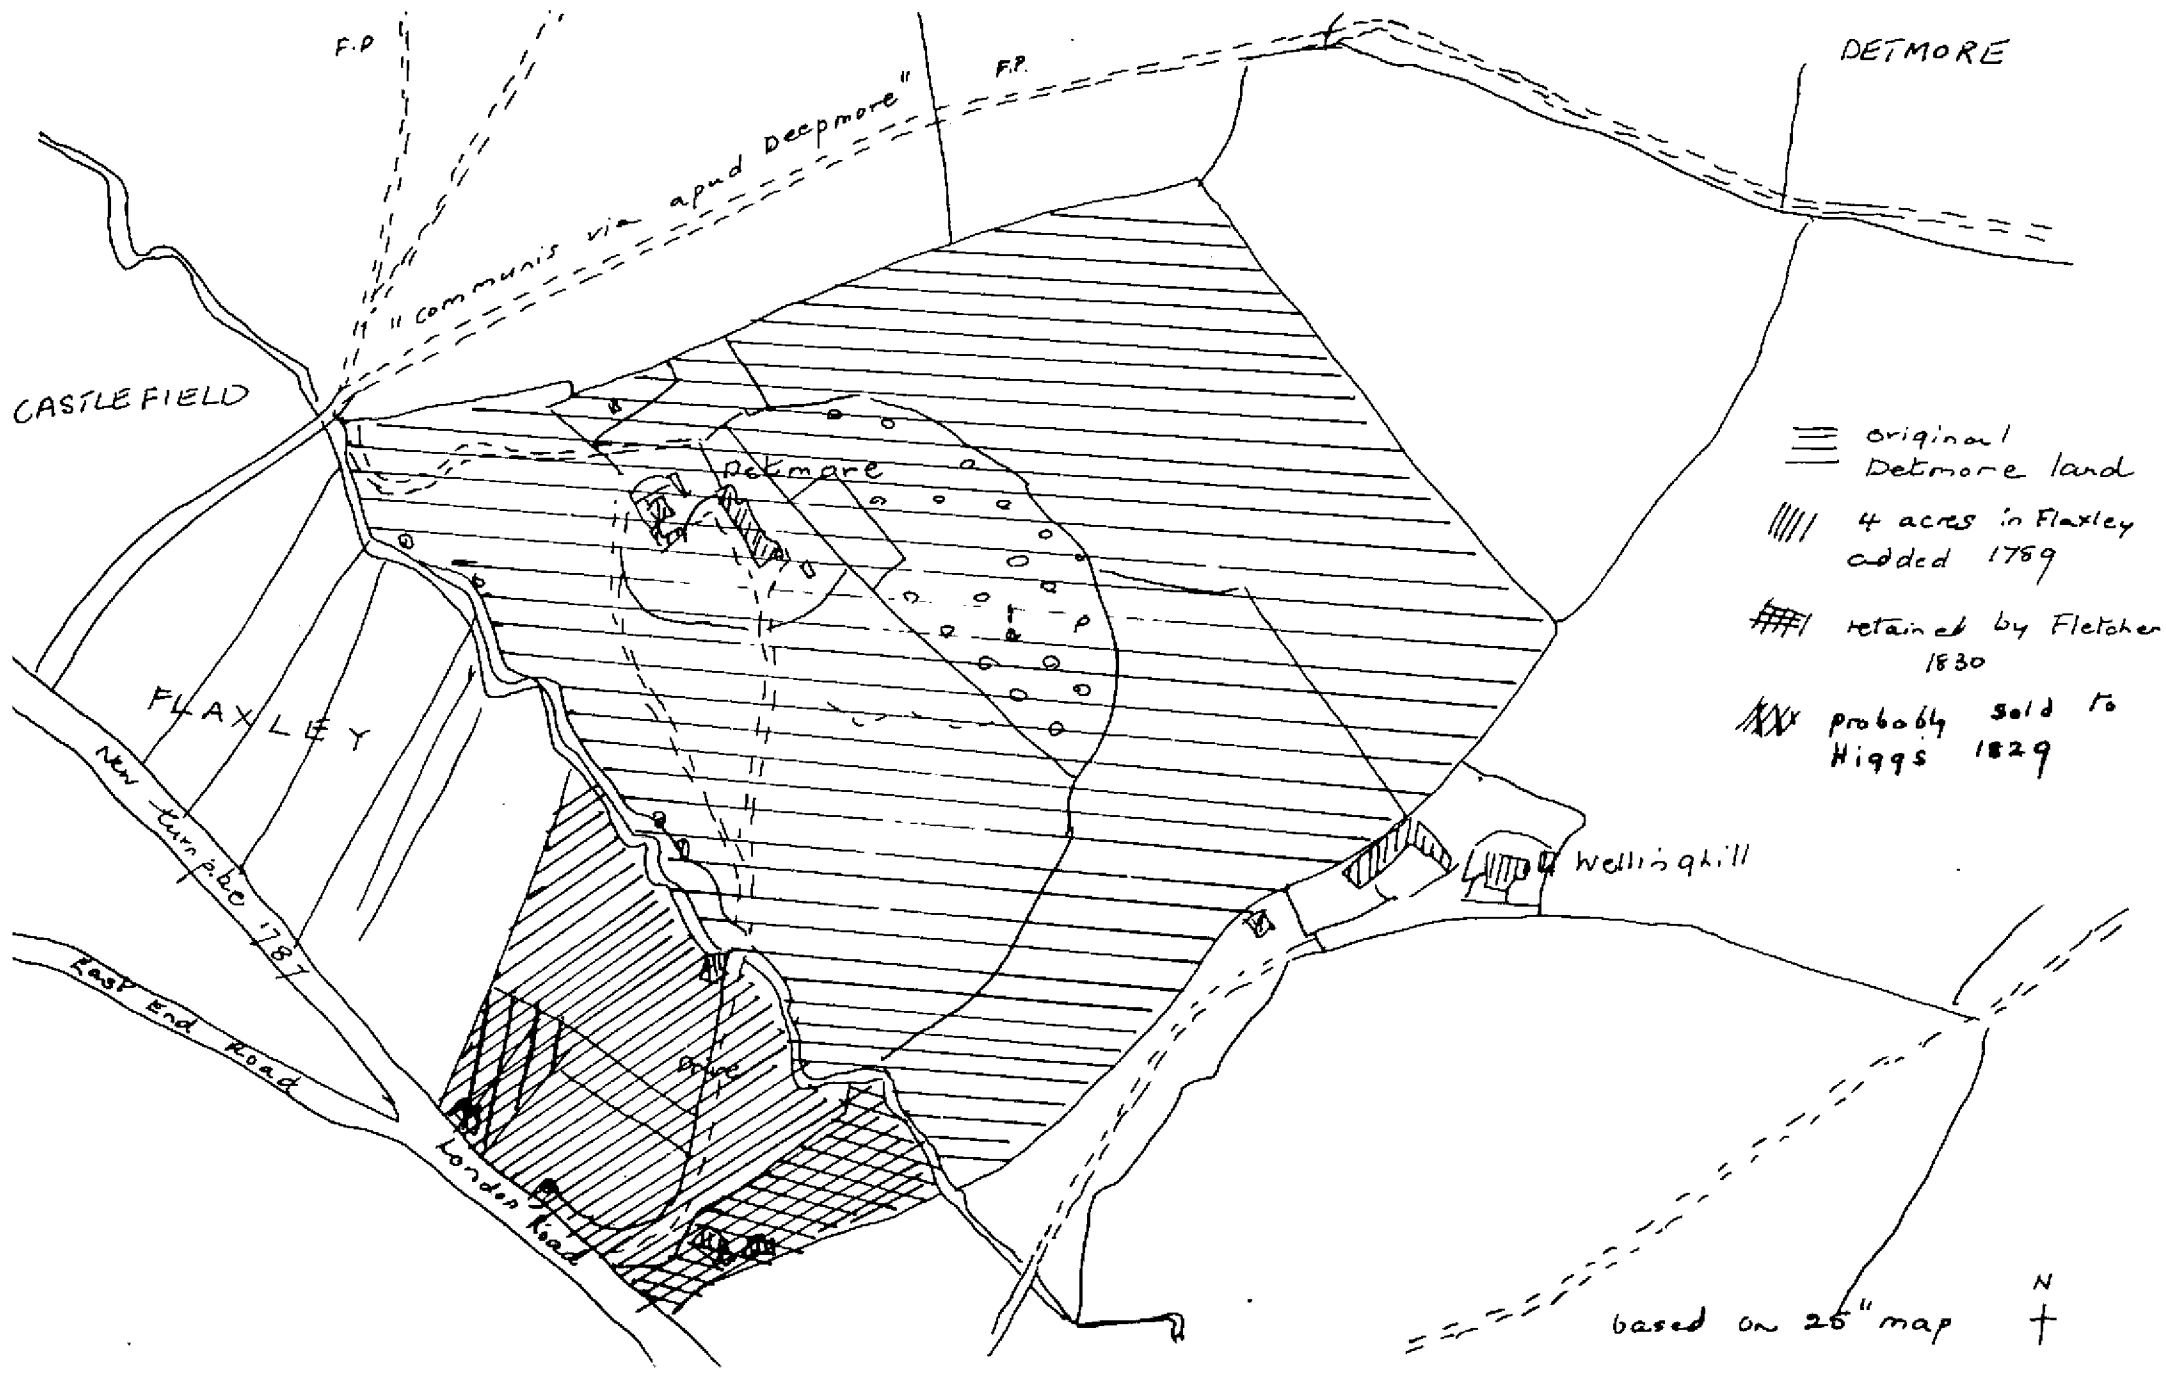 F.P
F.P.
DETMORE
"communis via apud Deepmore"
CASTLEFIELD
Detmore
original
Detmore land
4 acres in Flaxley
added 1789
retained by Fletcher
1830
probably sold to
Higgs 1829
FLAXLEY
New turnpike 1787
Wellinghill
East End Road
Drive
London Road
N
based on 25" map